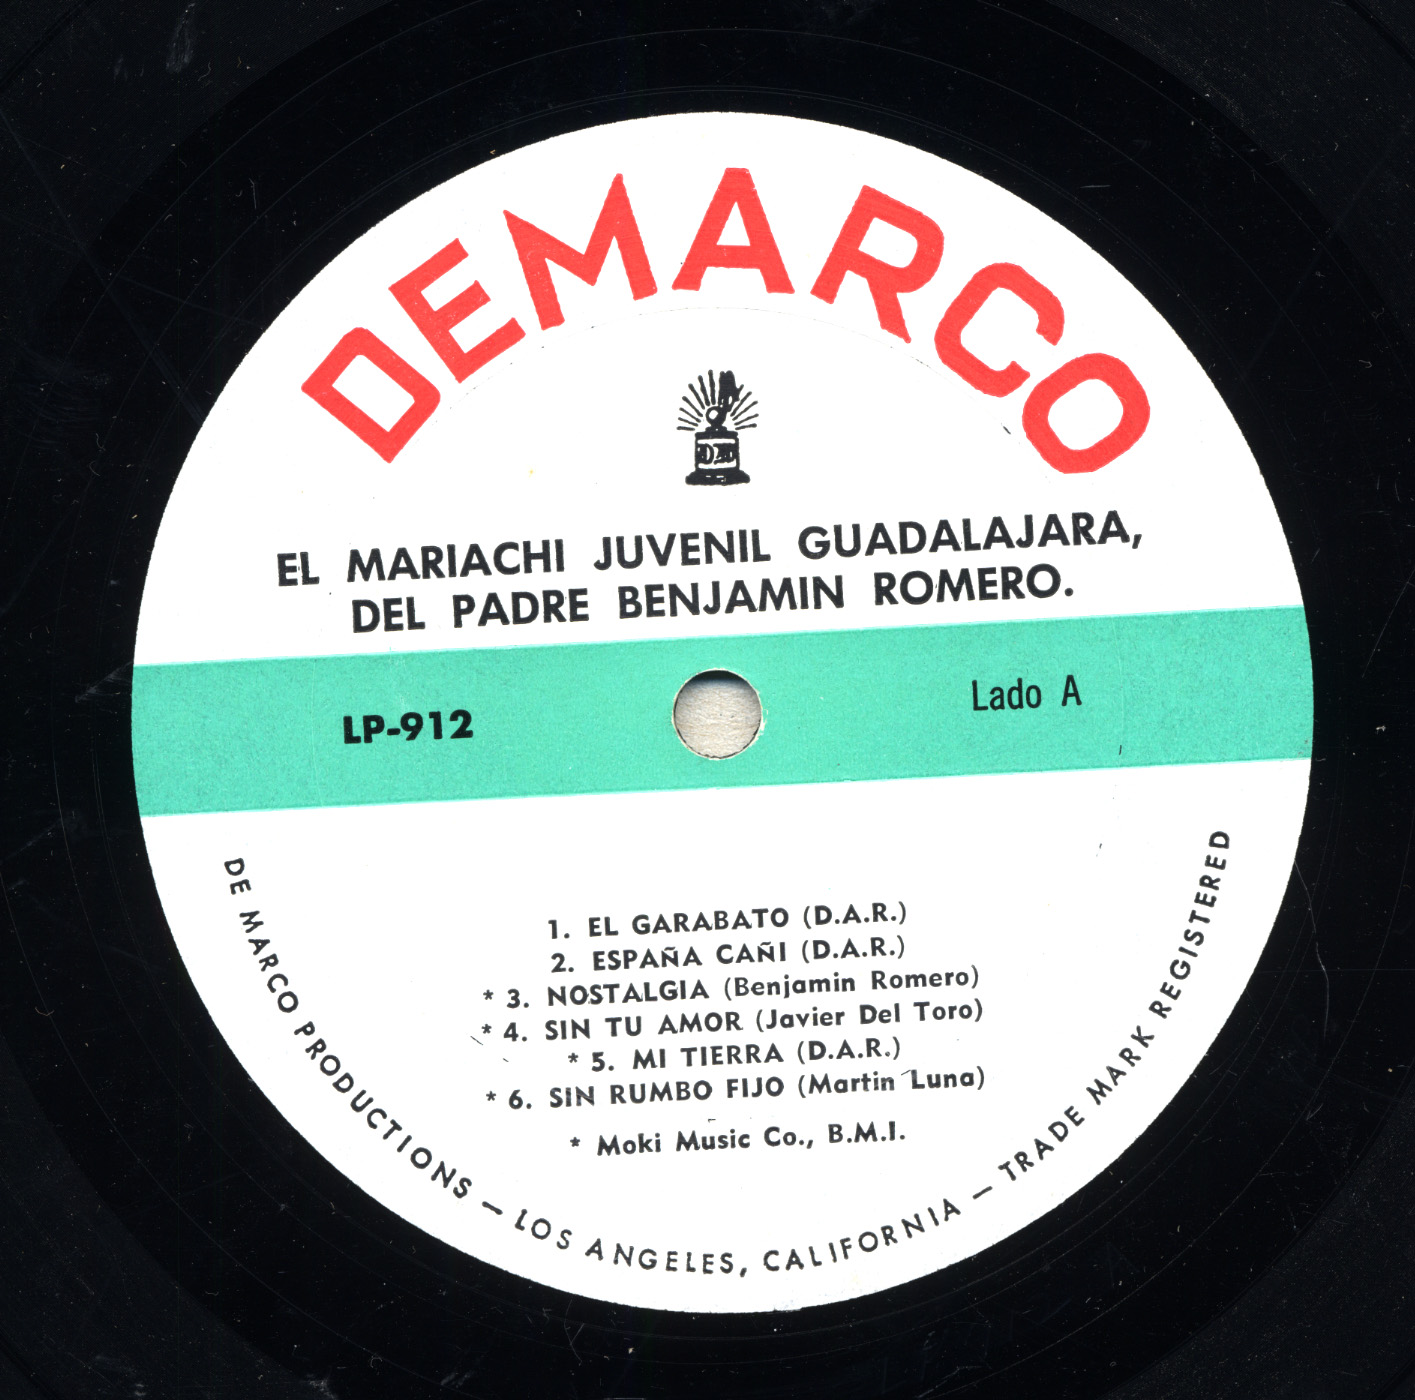 DEMARCO
EL MARIACHI JUVENIL GUADALAJARA,
DEL PADRE BENJAMIN ROMERO.
LP-912
Lado A
1. EL GARABATO (D.A.R.)
2. ESPAÑA CAÑI (D.A.R.)
* 3. NOSTALGIA (Benjamin Romero)
* 4. SIN TU AMOR (Javier Del Toro)
* 5. MI TIERRA (D.A.R.)
* 6. SIN RUMBO FIJO (Martin Luna)
* Moki Music Co., B.M.I.
DE MARCO PRODUCTIONS — LOS ANGELES, CALIFORNIA — TRADE MARK REGISTERED